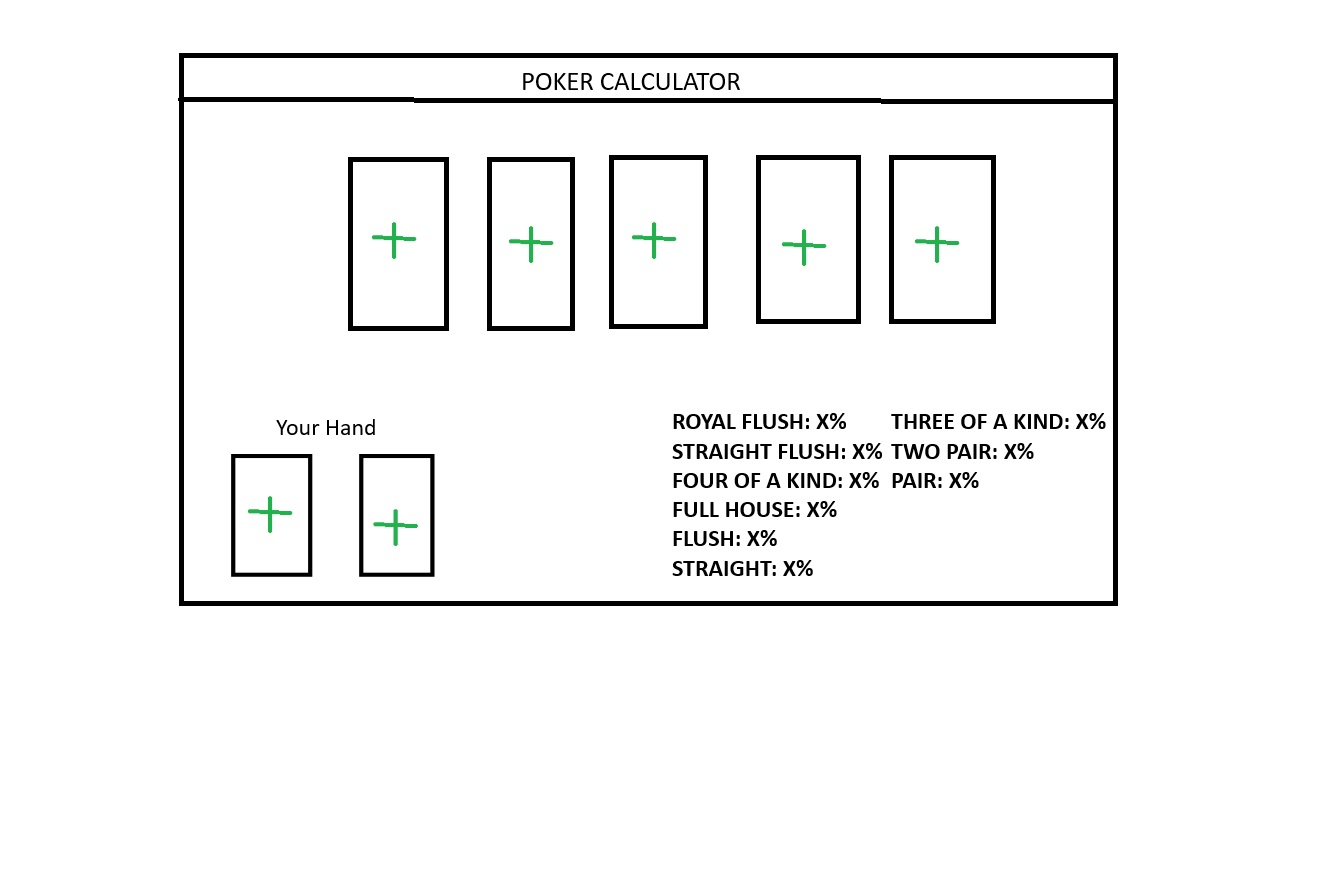 POKER CALCULATOR
Your Hand
ROYAL FLUSH: X%
STRAIGHT FLUSH: X%
FOUR OF A KIND: X%
FULL HOUSE: X%
FLUSH: X%
STRAIGHT: X%
THREE OF A KIND: X%
TWO PAIR: X%
PAIR: X%